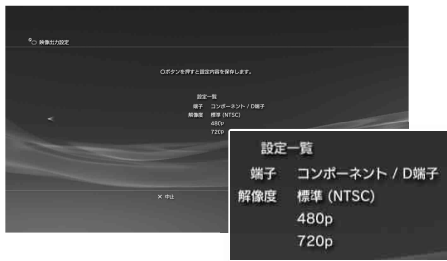 映像出力設定
○ボタンを押すと設定内容を保存します。
設定一覧
端子 コンポーネント / D端子
解像度 標準 (NTSC)
480p
720p
× 中止
設定一覧
端子 コンポーネント / D端子
解像度 標準 (NTSC)
480p
720p